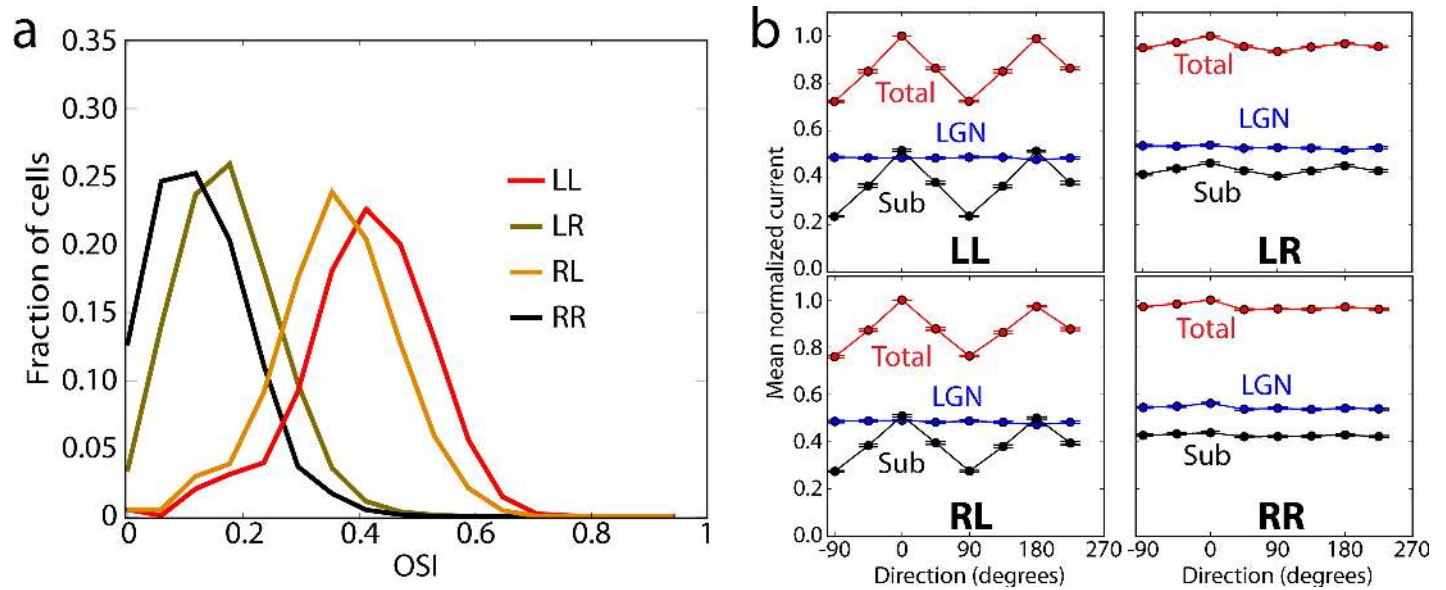 a
0.35
0.30
0.25
0.20
0.15
0.10
0.05
0
Fraction of cells
LL
LR
RL
RR
0 0.2 0.4 0.6 0.8 1
OSI
b
Mean normalized current
1.0
0.8
0.6
0.4
0.2
0.0
Total
LGN
Sub
LL
Total
LGN
Sub
LR
1.0
0.8
0.6
0.4
0.2
0.0
Total
LGN
Sub
RL
Total
LGN
Sub
RR
-90 0 90 180 270
Direction (degrees)
-90 0 90 180 270
Direction (degrees)